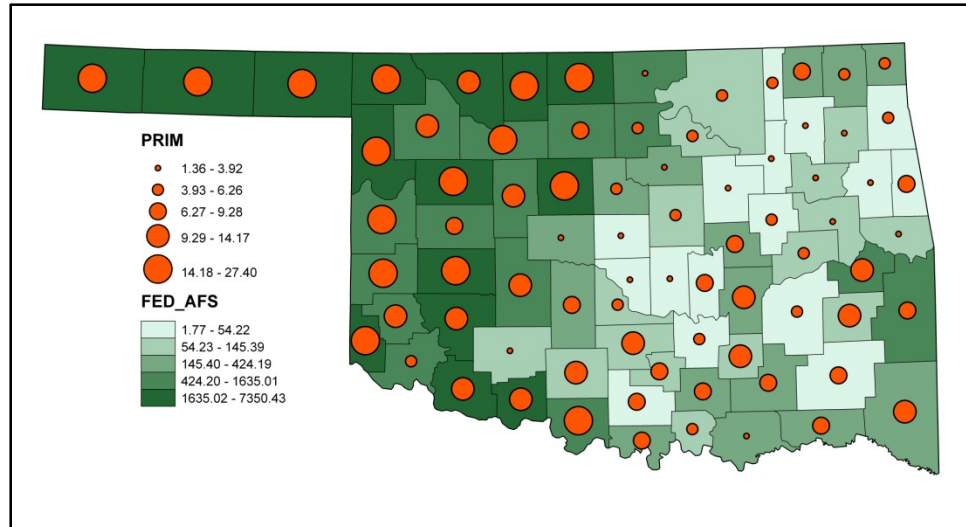 PRIM
1.36 - 3.92
3.93 - 6.26
6.27 - 9.28
9.29 - 14.17
14.18 - 27.40
FED_AFS
1.77 - 54.22
54.23 - 145.39
145.40 - 424.19
424.20 - 1635.01
1635.02 - 7350.43